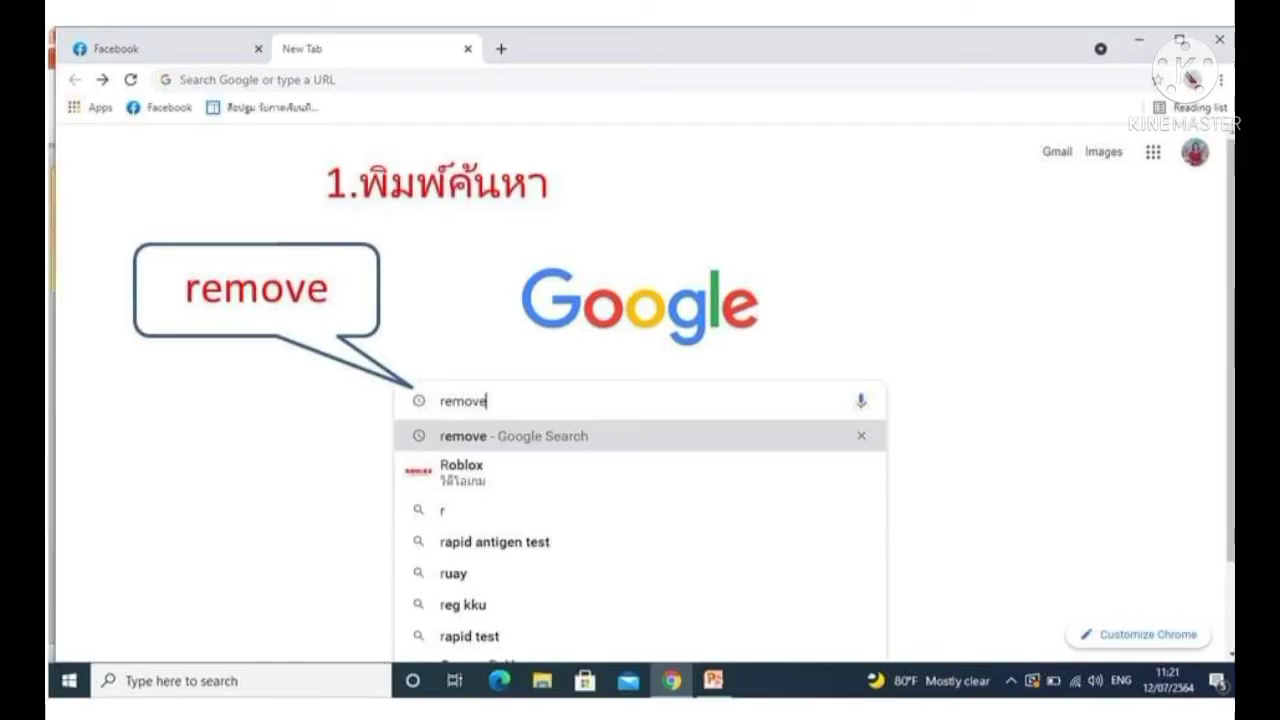 Facebook
New Tab
Search Google or type a URL
Apps
Facebook
Reading list
KINEMASTER
Gmail
Images
1.พิมพ์ค้นหา
remove
Google
remove
remove - Google Search
Roblox
วิดีโอเกม
r
rapid antigen test
ruay
reg kku
rapid test
Customize Chrome
Type here to search
80°F Mostly clear
ENG
11:21
12/07/2564